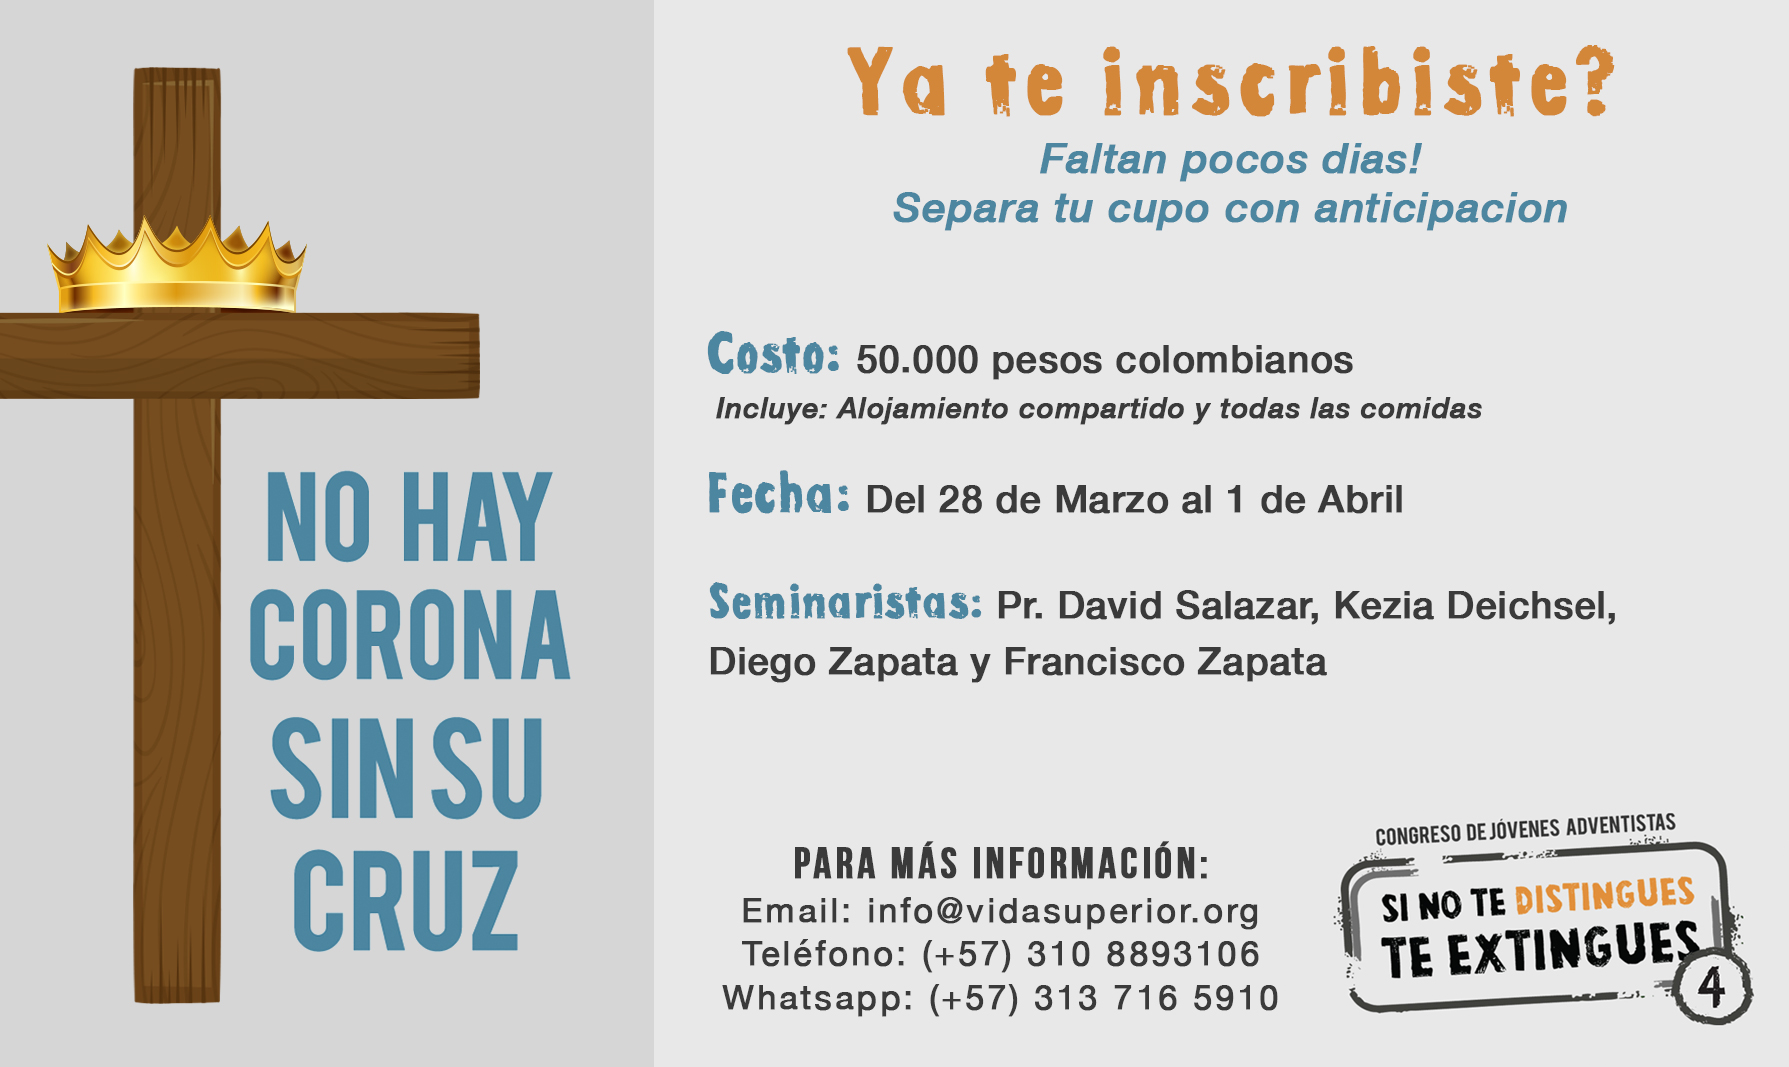 NO HAY
CORONA
SIN SU
CRUZ
Ya te inscribiste?
Faltan pocos dias!
Separa tu cupo con anticipacion
Costo: 50.000 pesos colombianos
Incluye: Alojamiento compartido y todas las comidas
Fecha: Del 28 de Marzo al 1 de Abril
Seminaristas: Pr. David Salazar, Kezia Deichsel,
Diego Zapata y Francisco Zapata
PARA MÁS INFORMACIÓN:
Email: info@vidasuperior.org
Teléfono: (+57) 310 8893106
Whatsapp: (+57) 313 716 5910
CONGRESO DE JÓVENES ADVENTISTAS
SI NO TE DISTINGUES
TE EXTINGUES
4